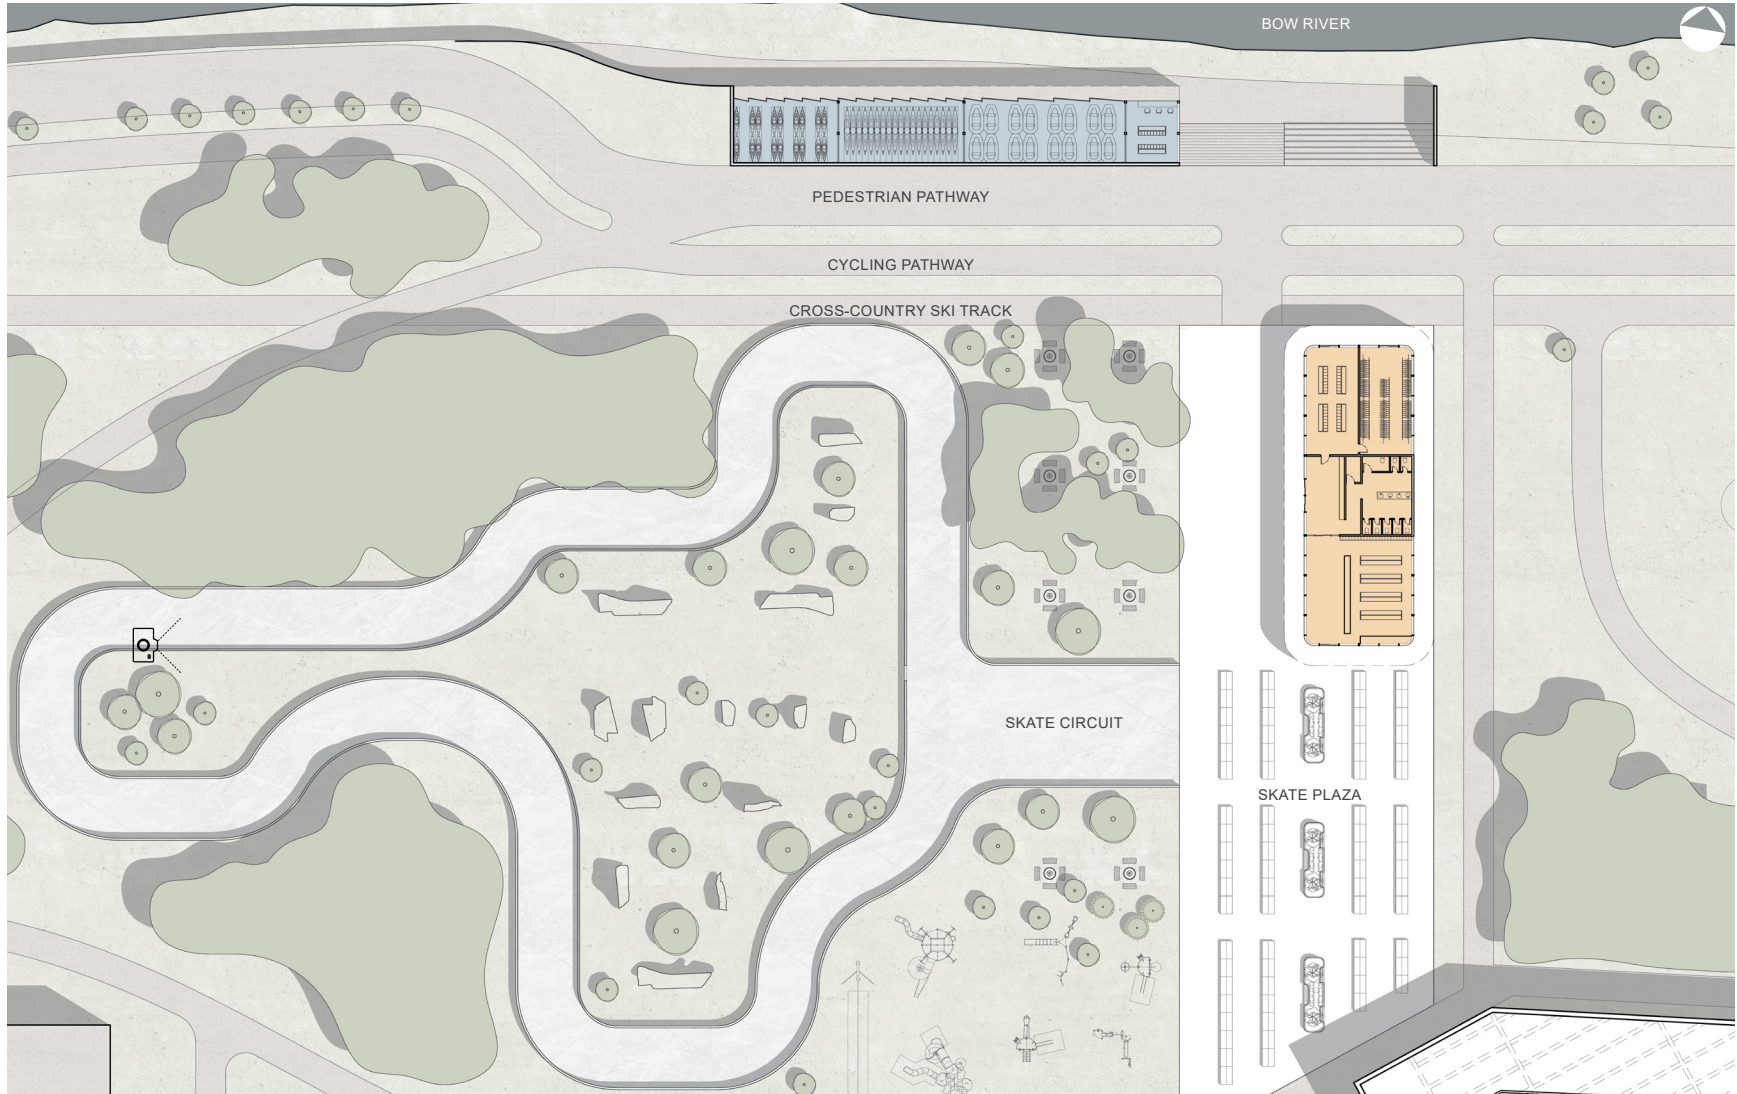 BOW RIVER
PEDESTRIAN PATHWAY
CYCLING PATHWAY
CROSS-COUNTRY SKI TRACK
SKATE CIRCUIT
SKATE PLAZA